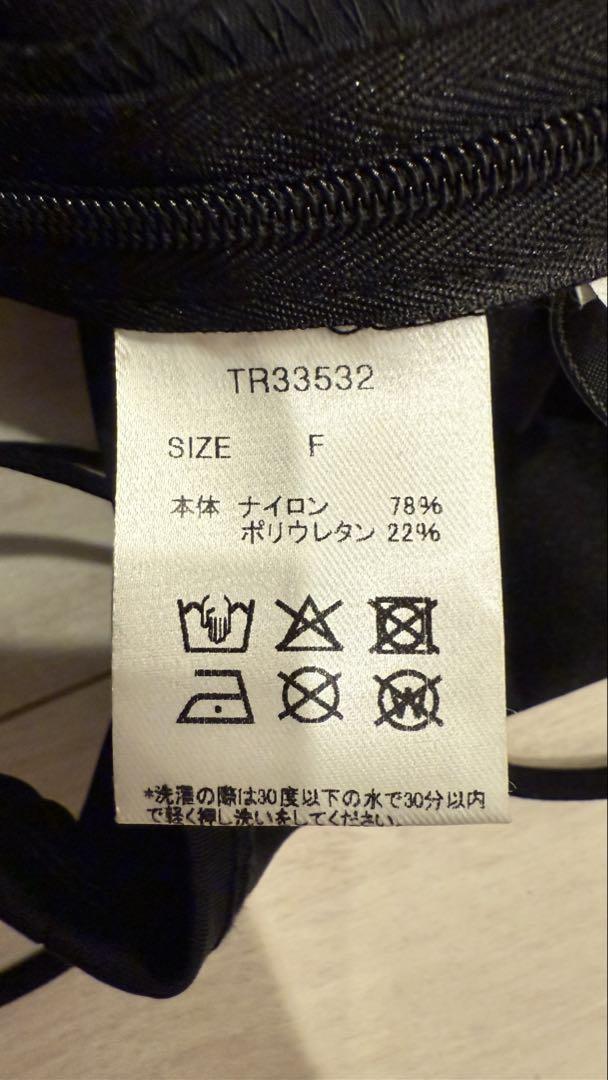 TR33532
SIZE F
本体 ナイロン 78%
ポリウレタン 22%
W
*洗濯の際は30度以下の水で30分以内
で軽く押し洗いをしてください。